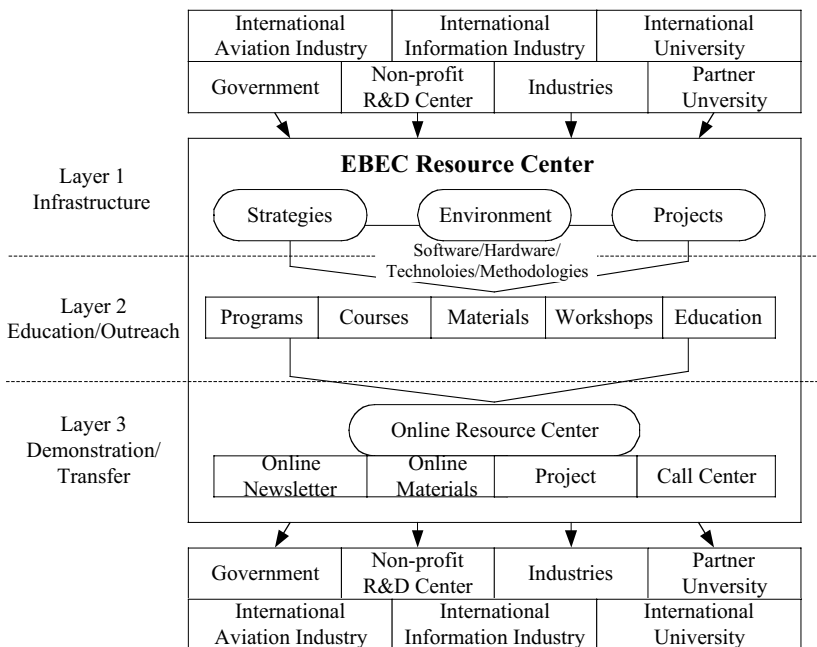 International
Aviation Industry
International
Information Industry
International
University
Government
Non-profit
R&D Center
Industries
Partner
Unversity
EBEC Resource Center
Layer 1
Infrastructure
Strategies
Environment
Projects
Software/Hardware/
Technoloies/Methodologies
Layer 2
Education/Outreach
Programs
Courses
Materials
Workshops
Education
Layer 3
Demonstration/
Transfer
Online Resource Center
Online
Newsletter
Online
Materials
Project
Call Center
Government
Non-profit
R&D Center
Industries
Partner
Unversity
International
Aviation Industry
International
Information Industry
International
University